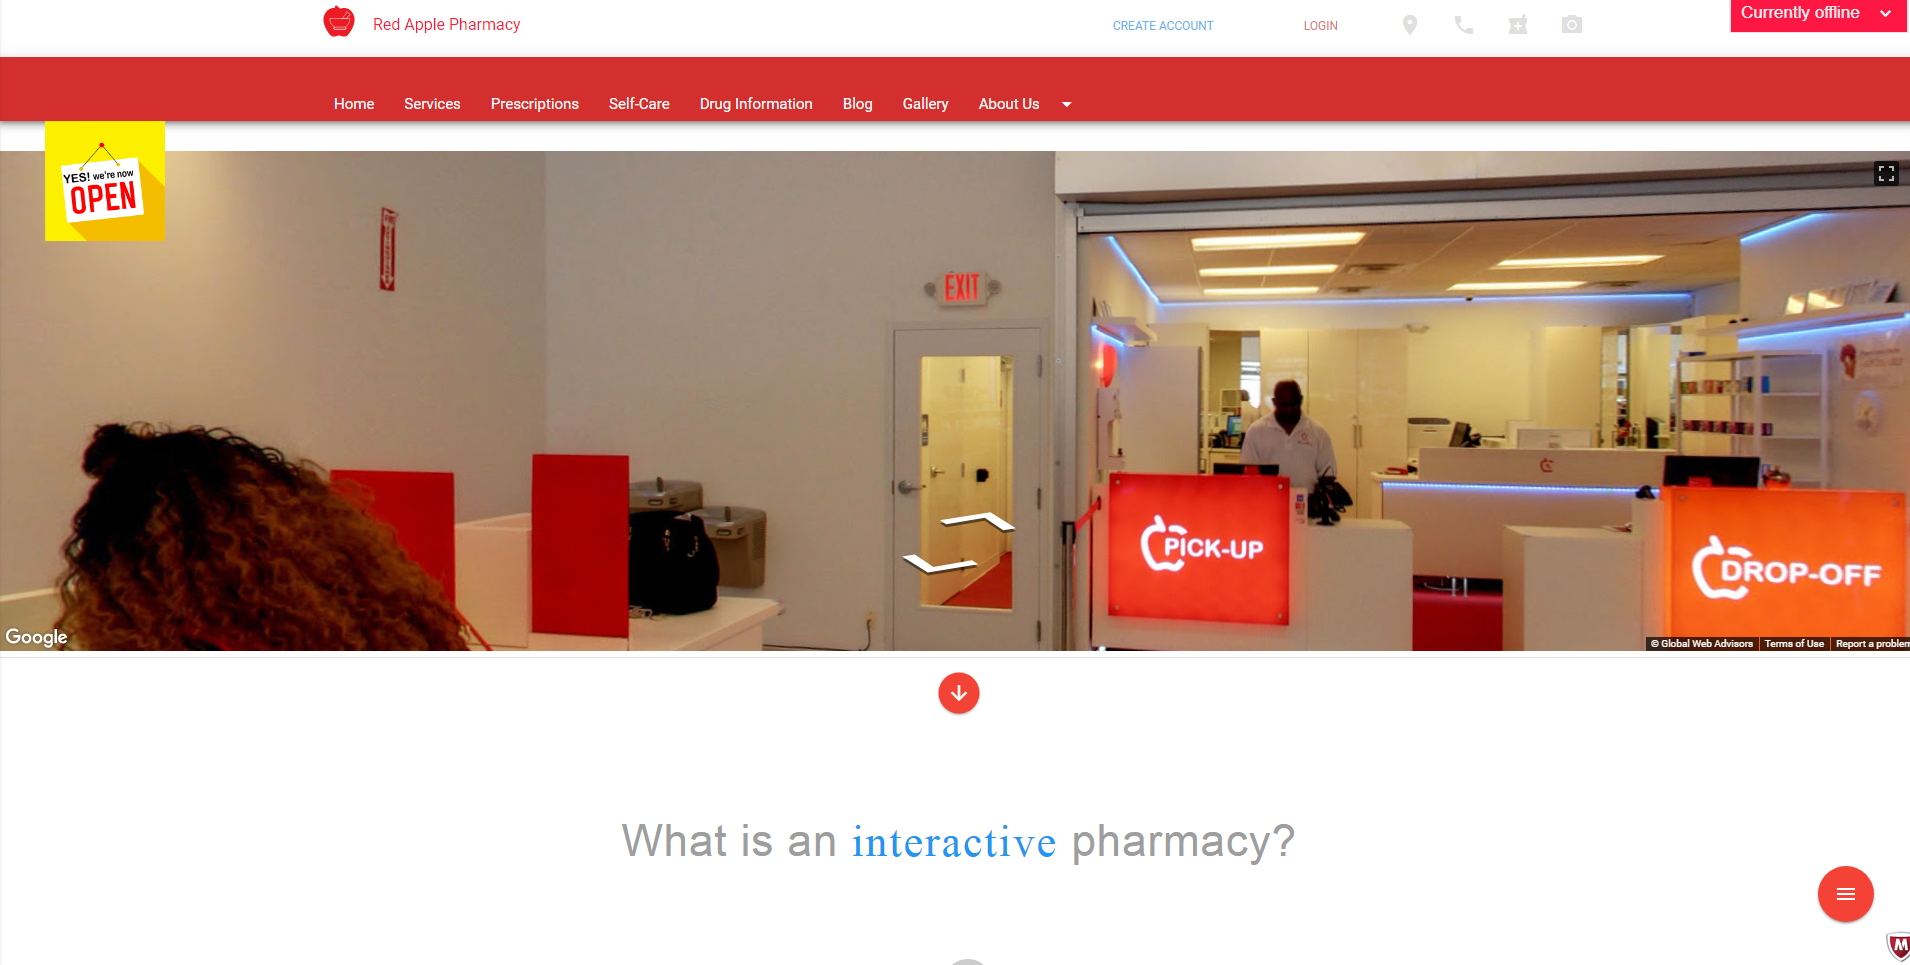 Red Apple Pharmacy
CREATE ACCOUNT
LOGIN
Currently offline
Home Services Prescriptions Self-Care Drug Information Blog Gallery About Us
YES! we're now
OPEN
EXIT
PICK-UP
DROP-OFF
Google
© Global Web Advisors Terms of Use Report a problem
What is an interactive pharmacy?